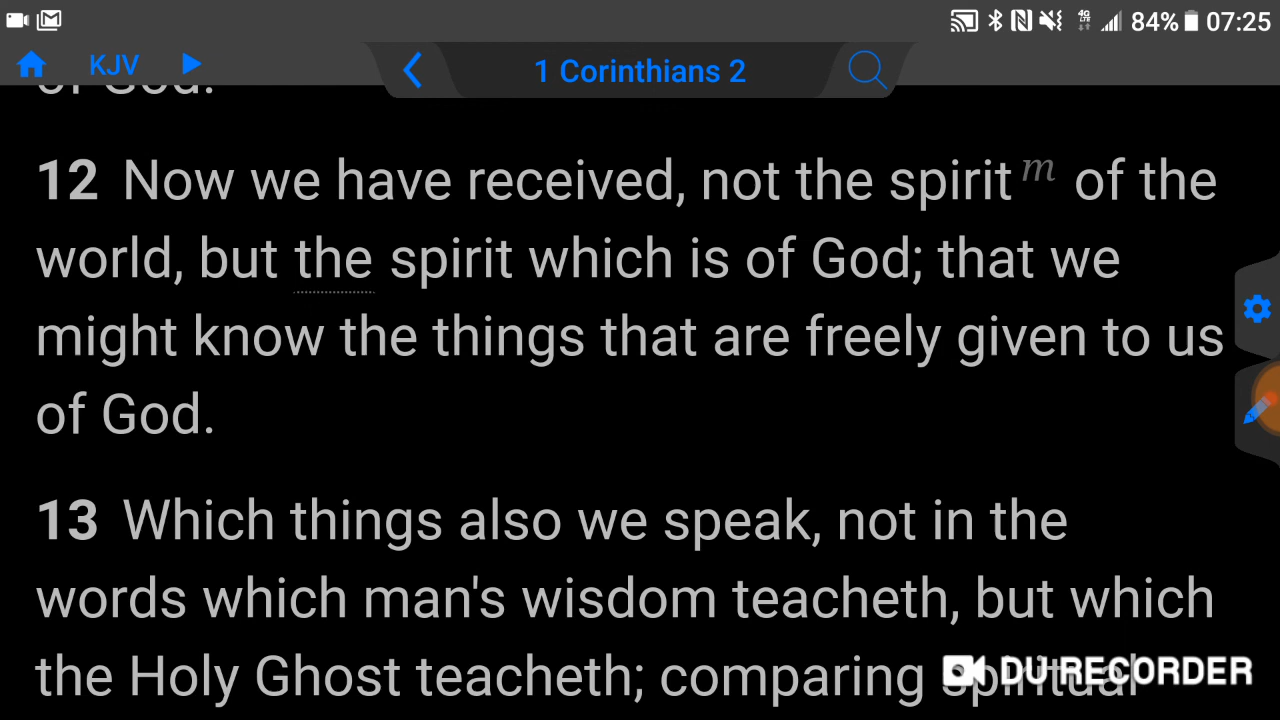 84% 07:25
KJV 1 Corinthians 2
of God.
12 Now we have received, not the spirit m of the
world, but the spirit which is of God; that we
might know the things that are freely given to us
of God.
13 Which things also we speak, not in the
words which man's wisdom teacheth, but which
the Holy Ghost teacheth; comparing spiritual
DU RECORDER